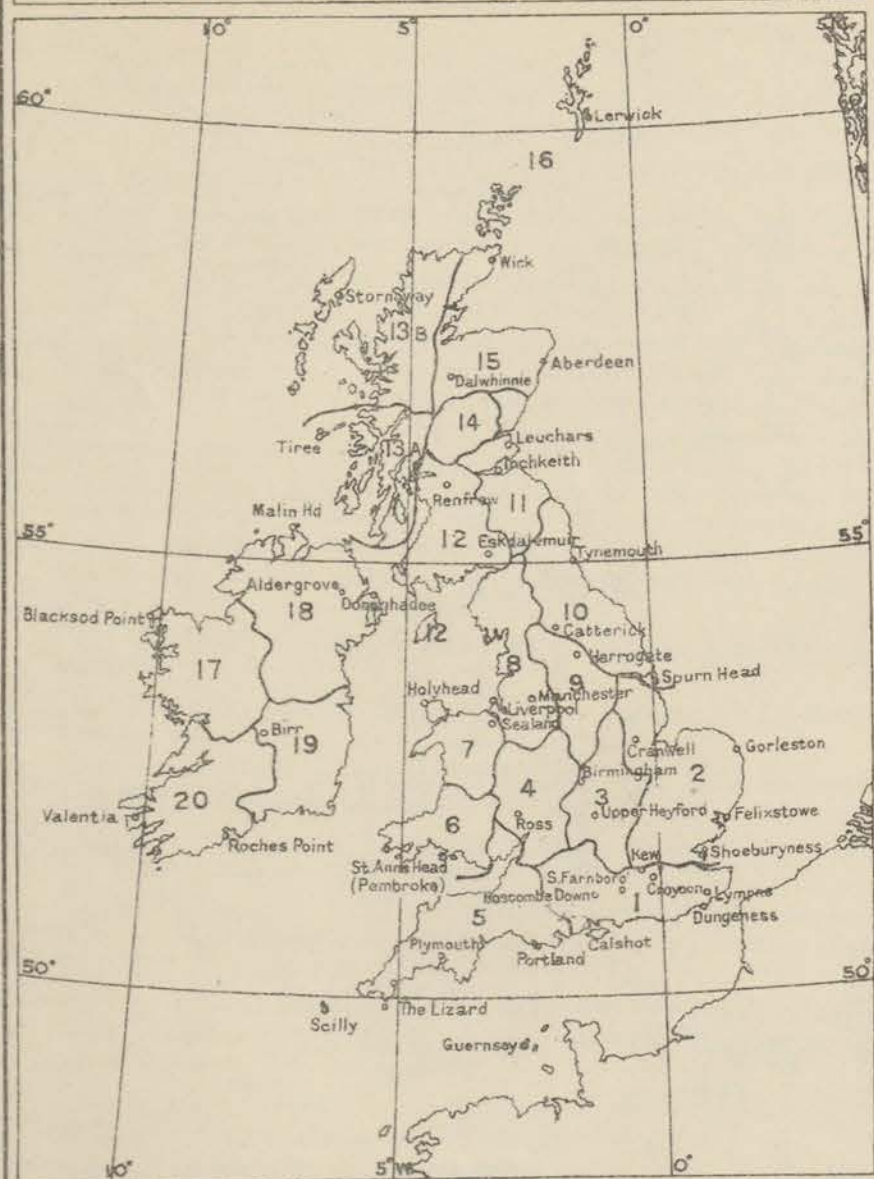 10° 5° 0° 5°
60°
Lerwick
16
Wick
Stornoway
13B
15
Dalwhinnie
Aberdeen
14
Tiree
13A
Leuchars
Inchkeith
Renfrew
11
Malin Hd
55° 55°
12
Eskdalemuir
Tynemouth
Aldergrove
18
Donaghadee
Blacksod Point
10
Catterick
12
Harrogate
17
8
9
Spurn Head
Holyhead
Manchester
Liverpool
Sealand
Birr
19
Cranwell
Gorleston
7
Birmingham
2
20
4
3
Upper Heyford
Felixstowe
Valentia
Ross
6
Roches Point
Shoeburyness
St. Anns Head
(Pembroke)
Kew
S. Farnboro
Croydon
Lympne
Boscombe Down
1
Dungeness
5
Calshot
Plymouth
Portland
50° 50°
The Lizard
Scilly
Guernsey
10° 5°W 0°